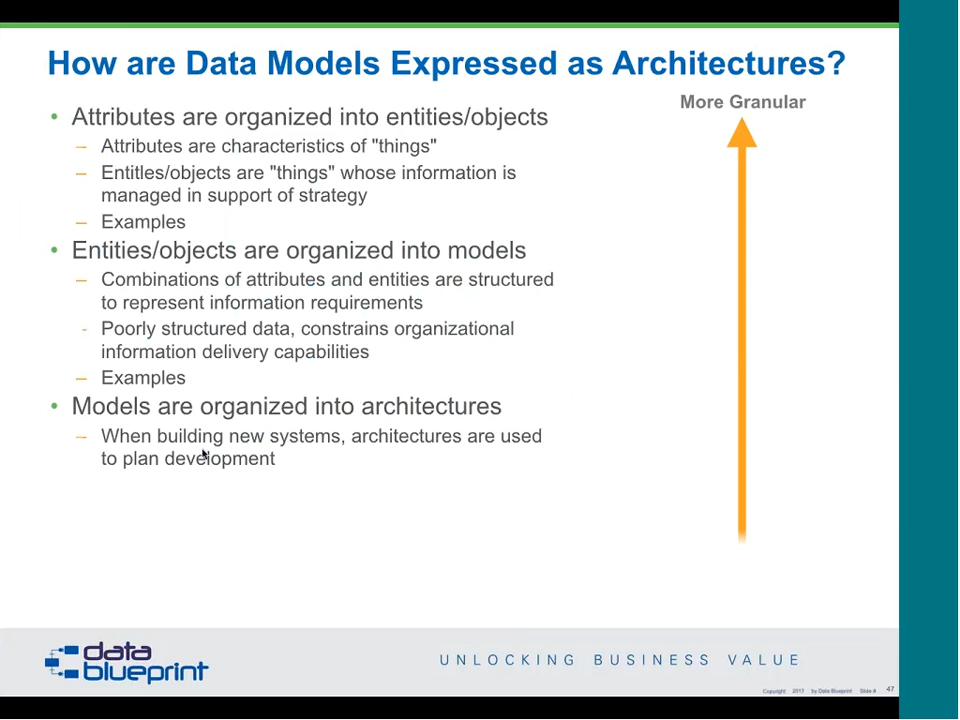 How are Data Models Expressed as Architectures?
More Granular
• Attributes are organized into entities/objects
– Attributes are characteristics of "things"
– Entitles/objects are "things" whose information is
managed in support of strategy
– Examples
• Entities/objects are organized into models
– Combinations of attributes and entities are structured
to represent information requirements
- Poorly structured data, constrains organizational
information delivery capabilities
– Examples
• Models are organized into architectures
– When building new systems, architectures are used
to plan development
data
blueprint
UNLOCKING BUSINESS VALUE
Copyright 2017 by Data Blueprint Slide # 47